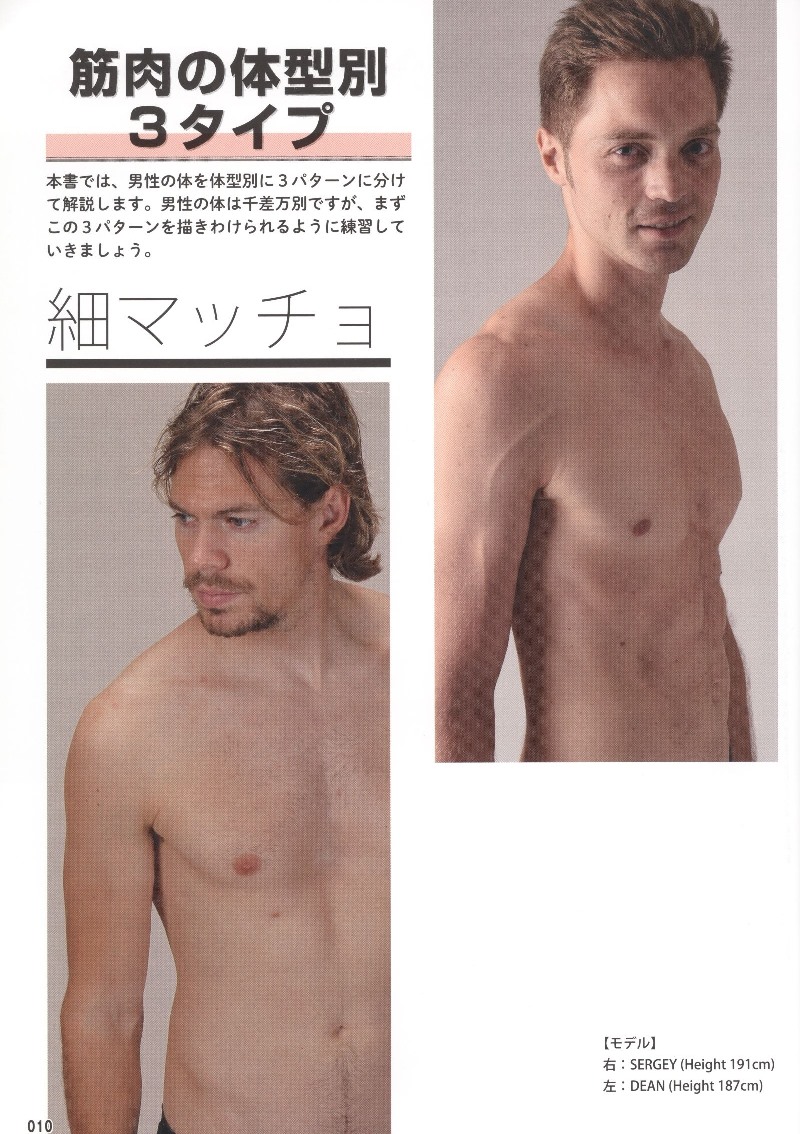 筋肉の体型別
3タイプ
本書では、男性の体を体型別に3パターンに分け
て解説します。男性の体は千差万別ですが、まず
この3パターンを描きわけられるように練習して
いきましょう。
細マッチョ
【モデル】
右：SERGEY (Height 191cm)
左：DEAN (Height 187cm)
010